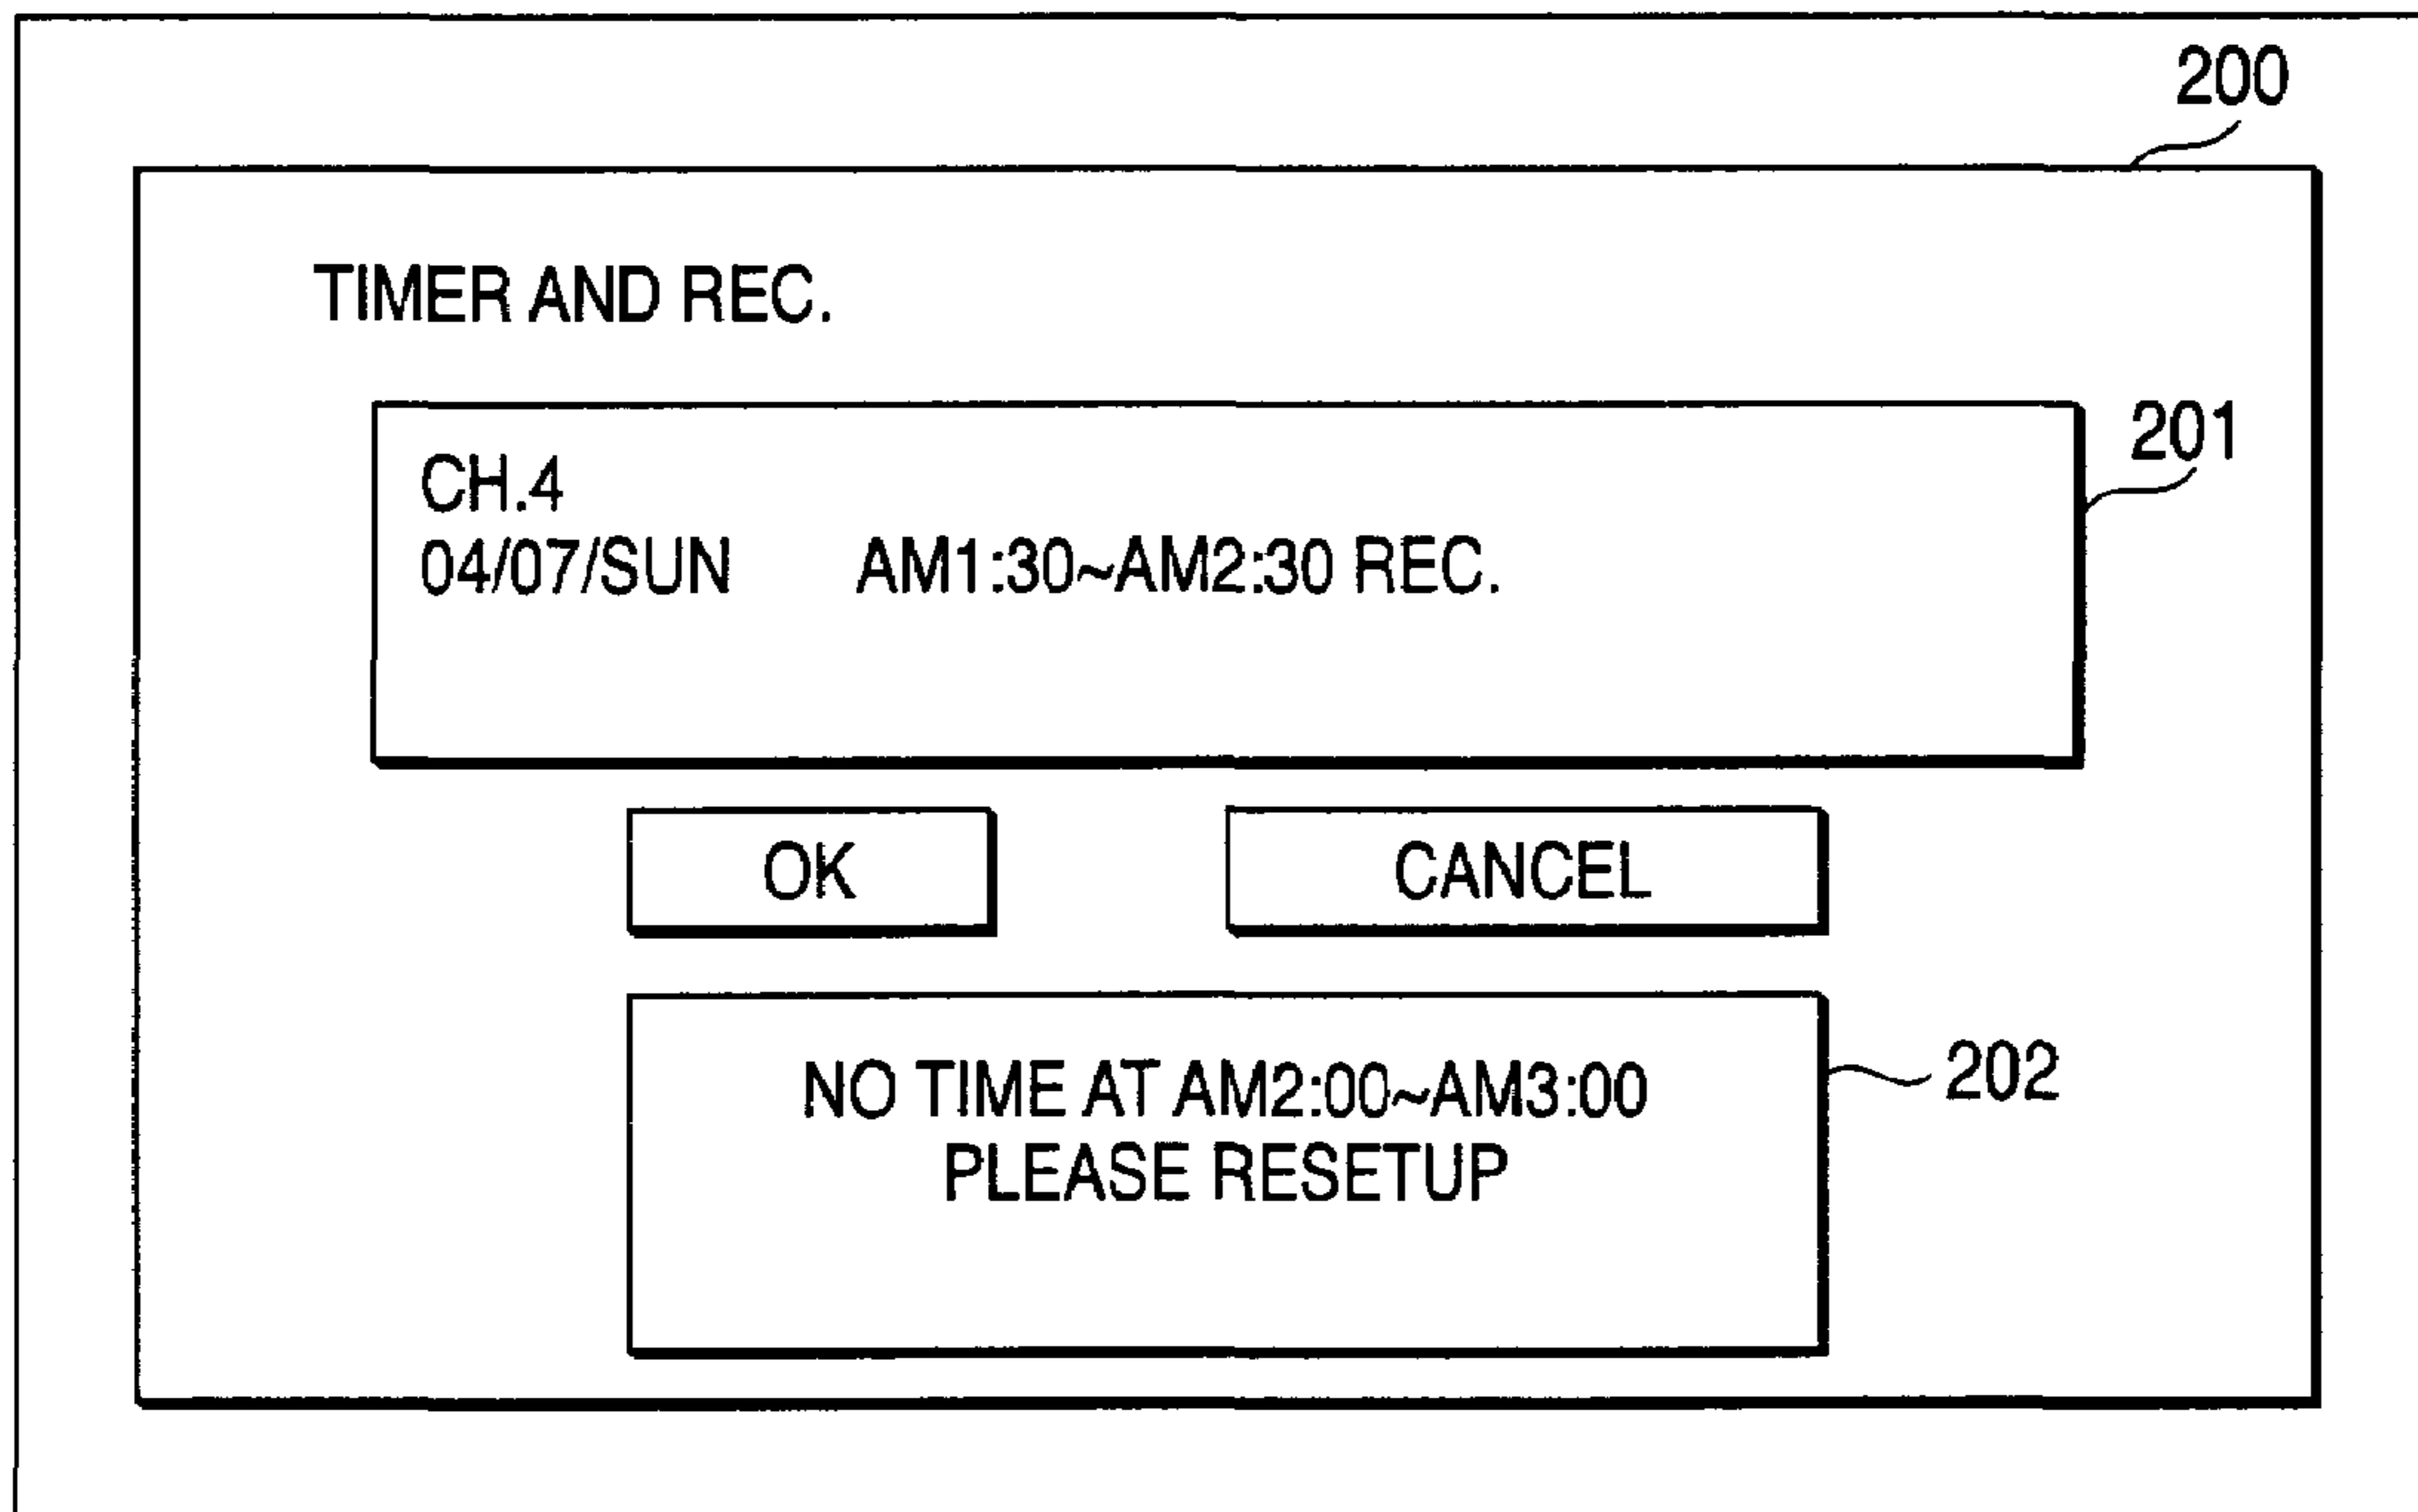 200
TIMER AND REC.
201
CH.4
04/07/SUN AM1:30~AM2:30 REC.
OK CANCEL
NO TIME AT AM2:00~AM3:00
202
PLEASE RESETUP